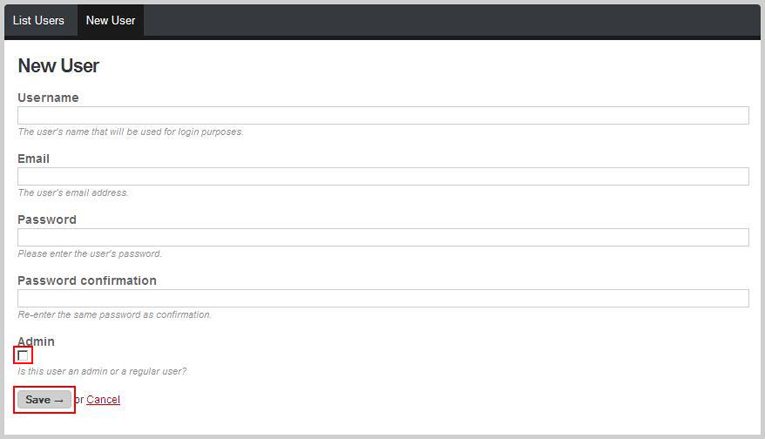 List Users New User
New User
Username
The user's name that will be used for login purposes.
Email
The user's email address.
Password
Please enter the user's password.
Password confirmation
Re-enter the same password as confirmation.
Admin
Is this user an admin or a regular user?
Save → or Cancel